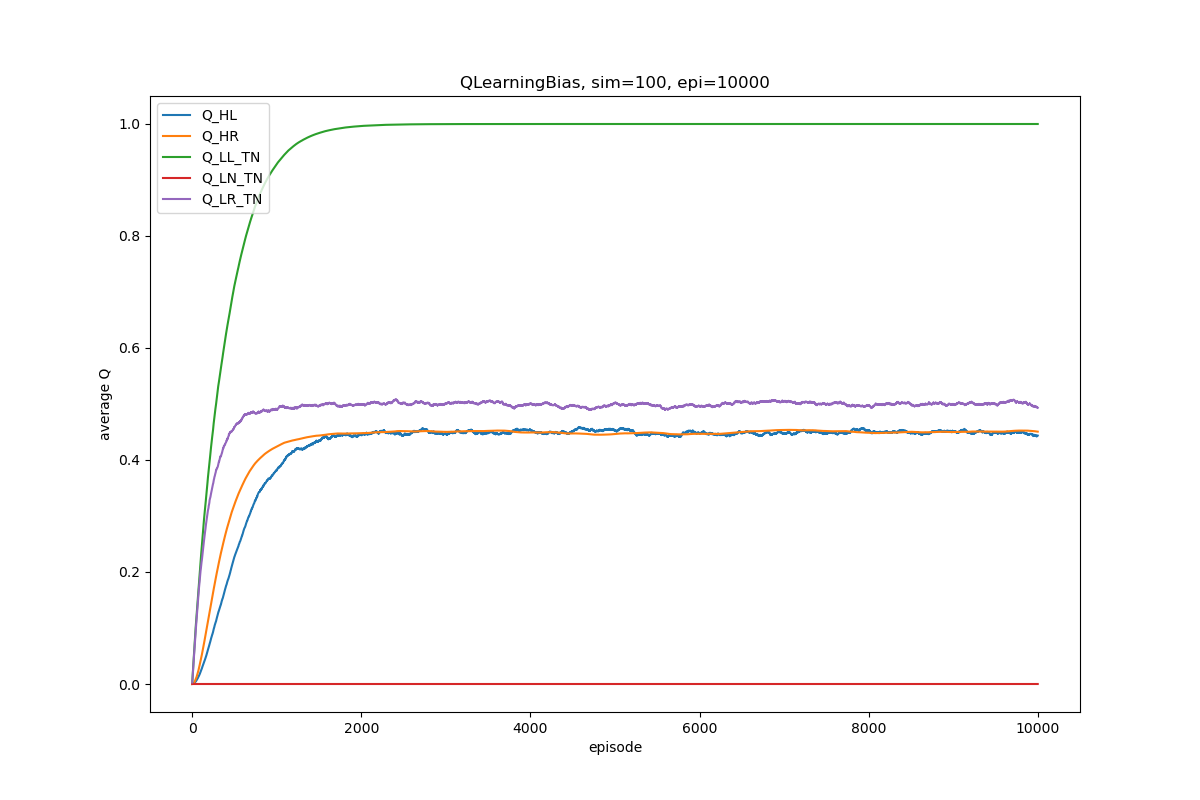 QLearningBias, sim=100, epi=10000
Q_HL
Q_HR
Q_LL_TN
Q_LN_TN
Q_LR_TN
average Q
1.0
0.8
0.6
0.4
0.2
0.0
0 2000 4000 6000 8000 10000
episode